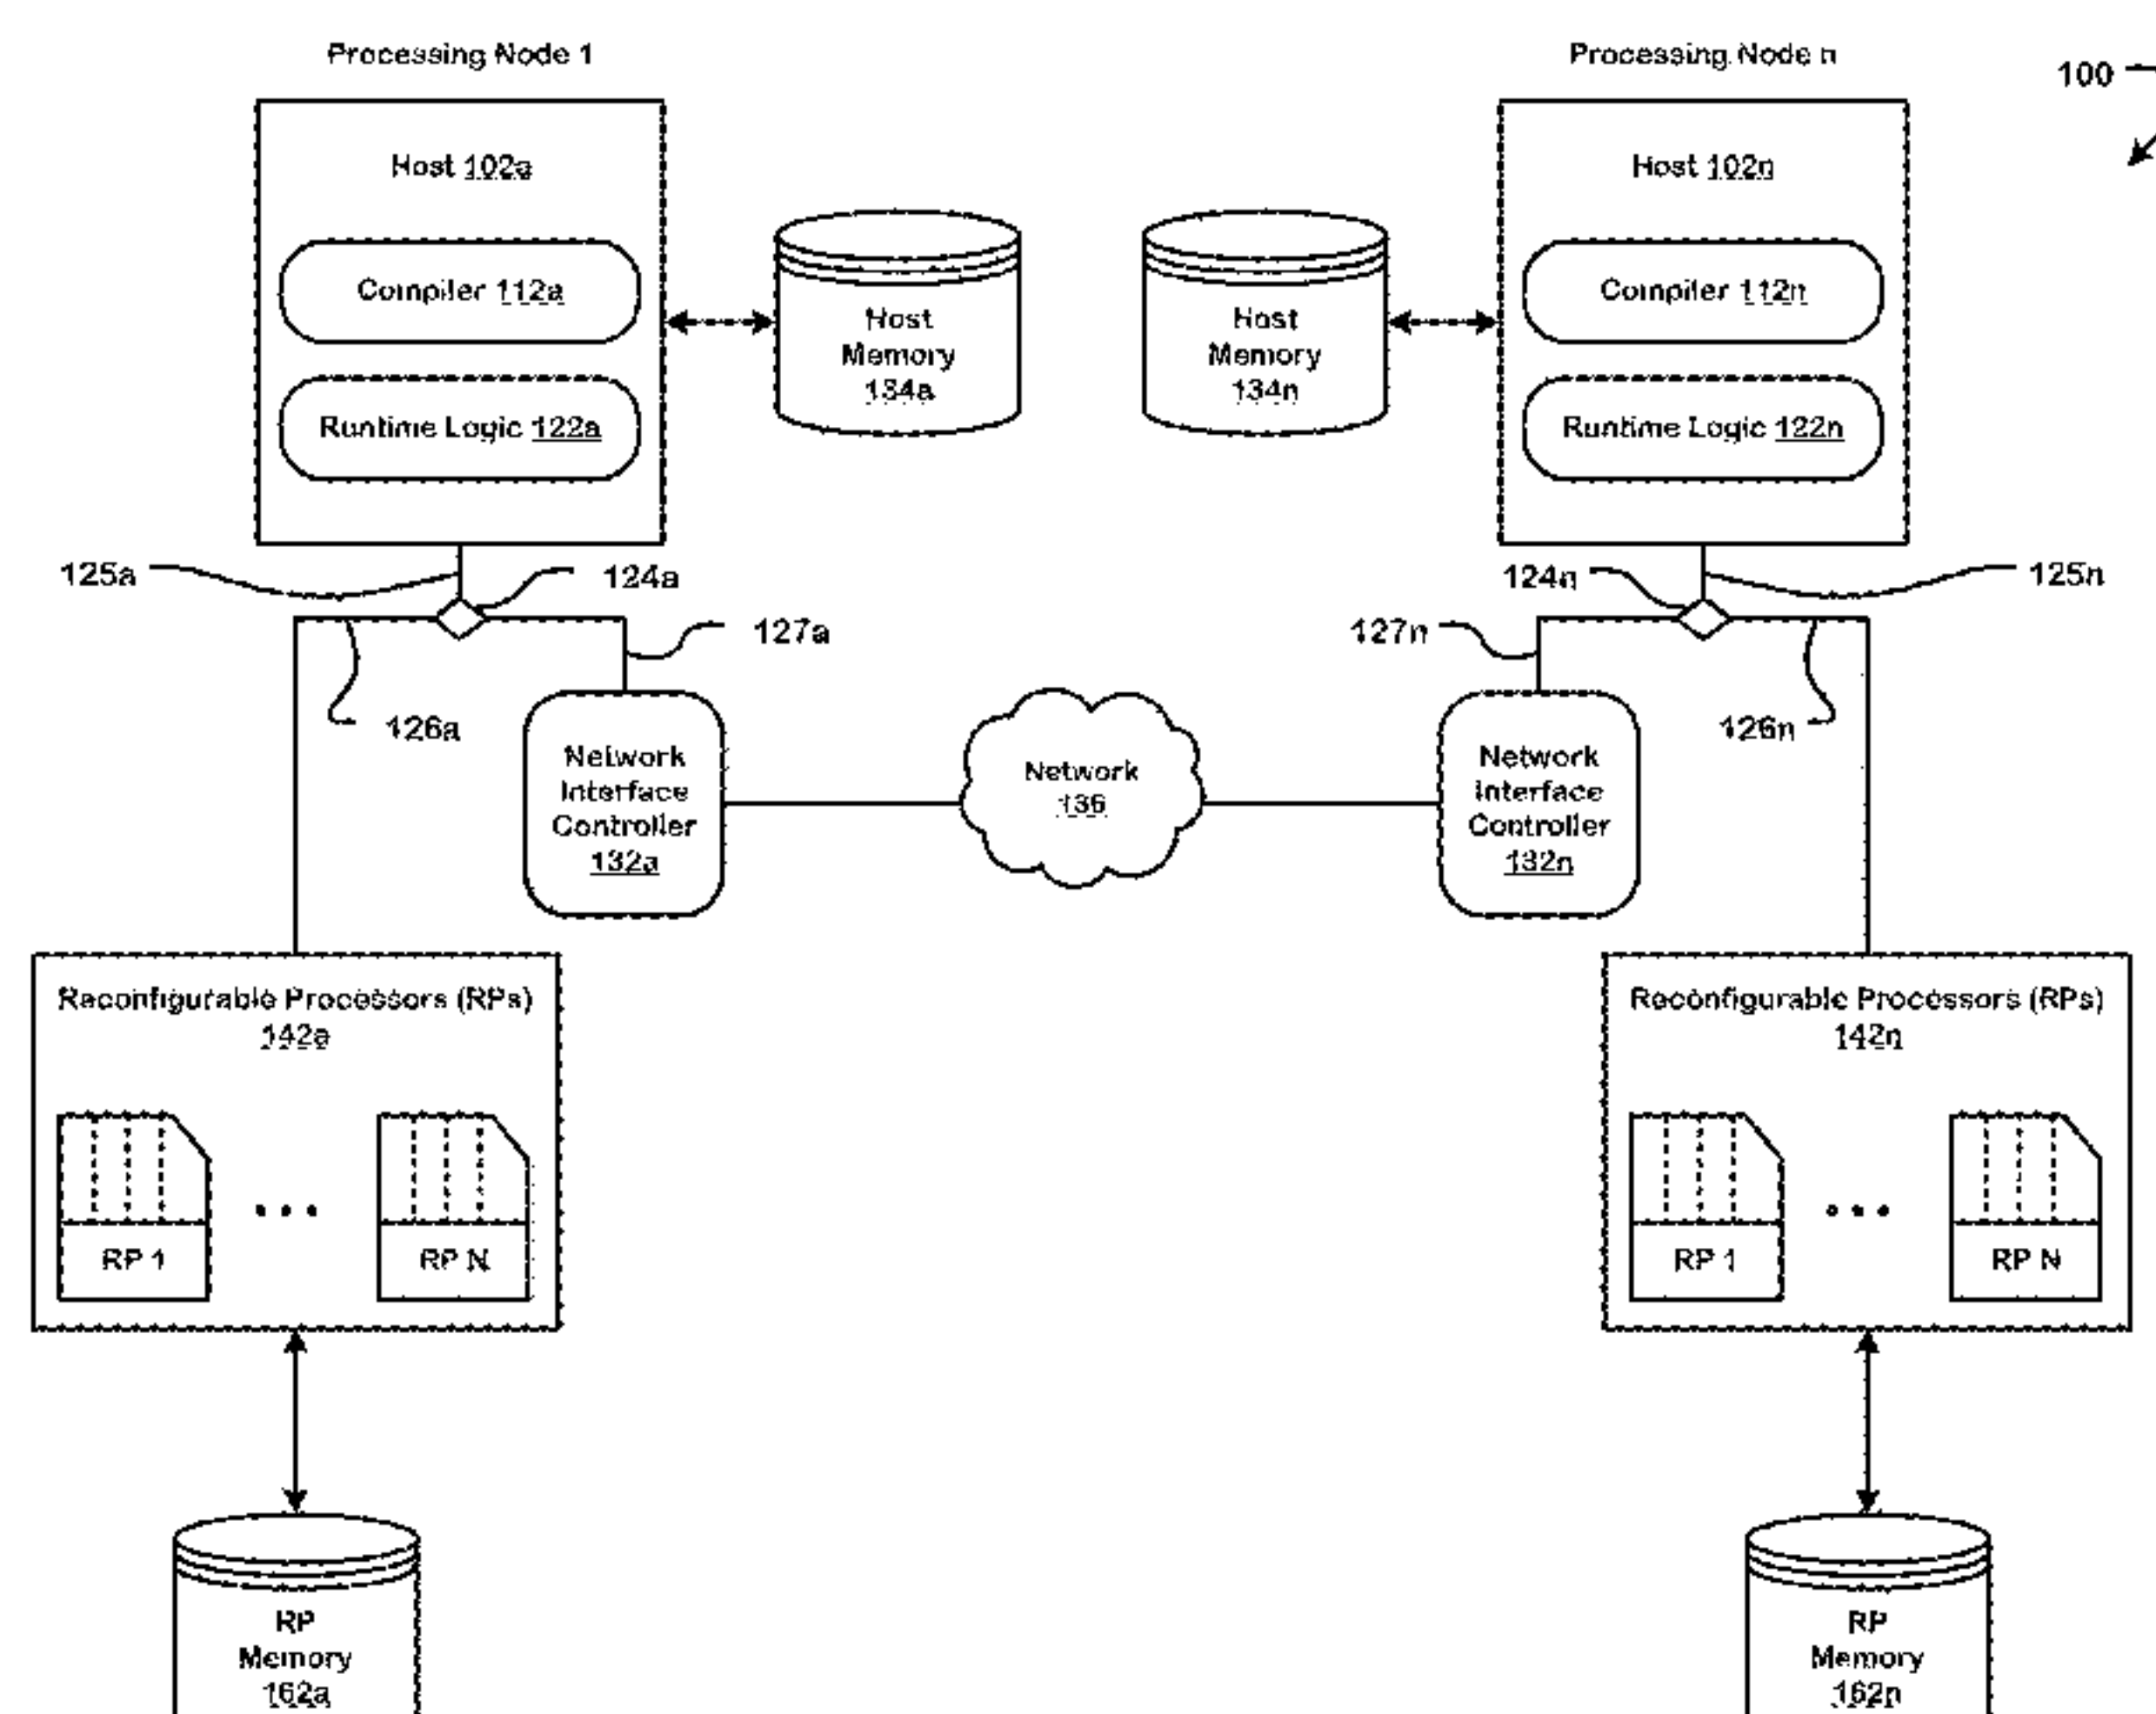 Processing Node 1
Processing Node n
100
Host 102a
Host 102n
Compiler 112a
Compiler 112n
Host
Memory
134a
Host
Memory
134n
Runtime Logic 122a
Runtime Logic 122n
125a
124a
124n
125n
127a
127n
126a
126n
Network
Interface
Controller
132a
Network
136
Network
Interface
Controller
132n
Reconfigurable Processors (RPs)
142a
Reconfigurable Processors (RPs)
142n
RP 1
• • •
RP N
RP 1
• • •
RP N
RP
Memory
162a
RP
Memory
162n